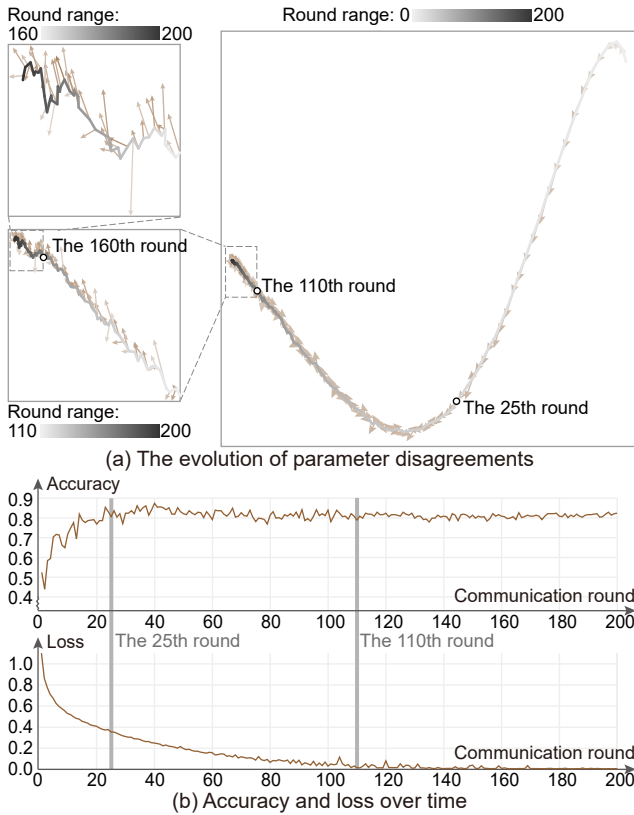 Round range:
160 200
Round range: 0 200
The 160th round
The 110th round
The 25th round
Round range:
110 200
(a) The evolution of parameter disagreements
Accuracy
0.9
0.8
0.7
0.6
0.5
0.4
Communication round
0 20 40 60 80 100 120 140 160 180 200
The 25th round The 110th round
Loss
1.0
0.8
0.6
0.4
0.2
0.0
Communication round
0 20 40 60 80 100 120 140 160 180 200
(b) Accuracy and loss over time